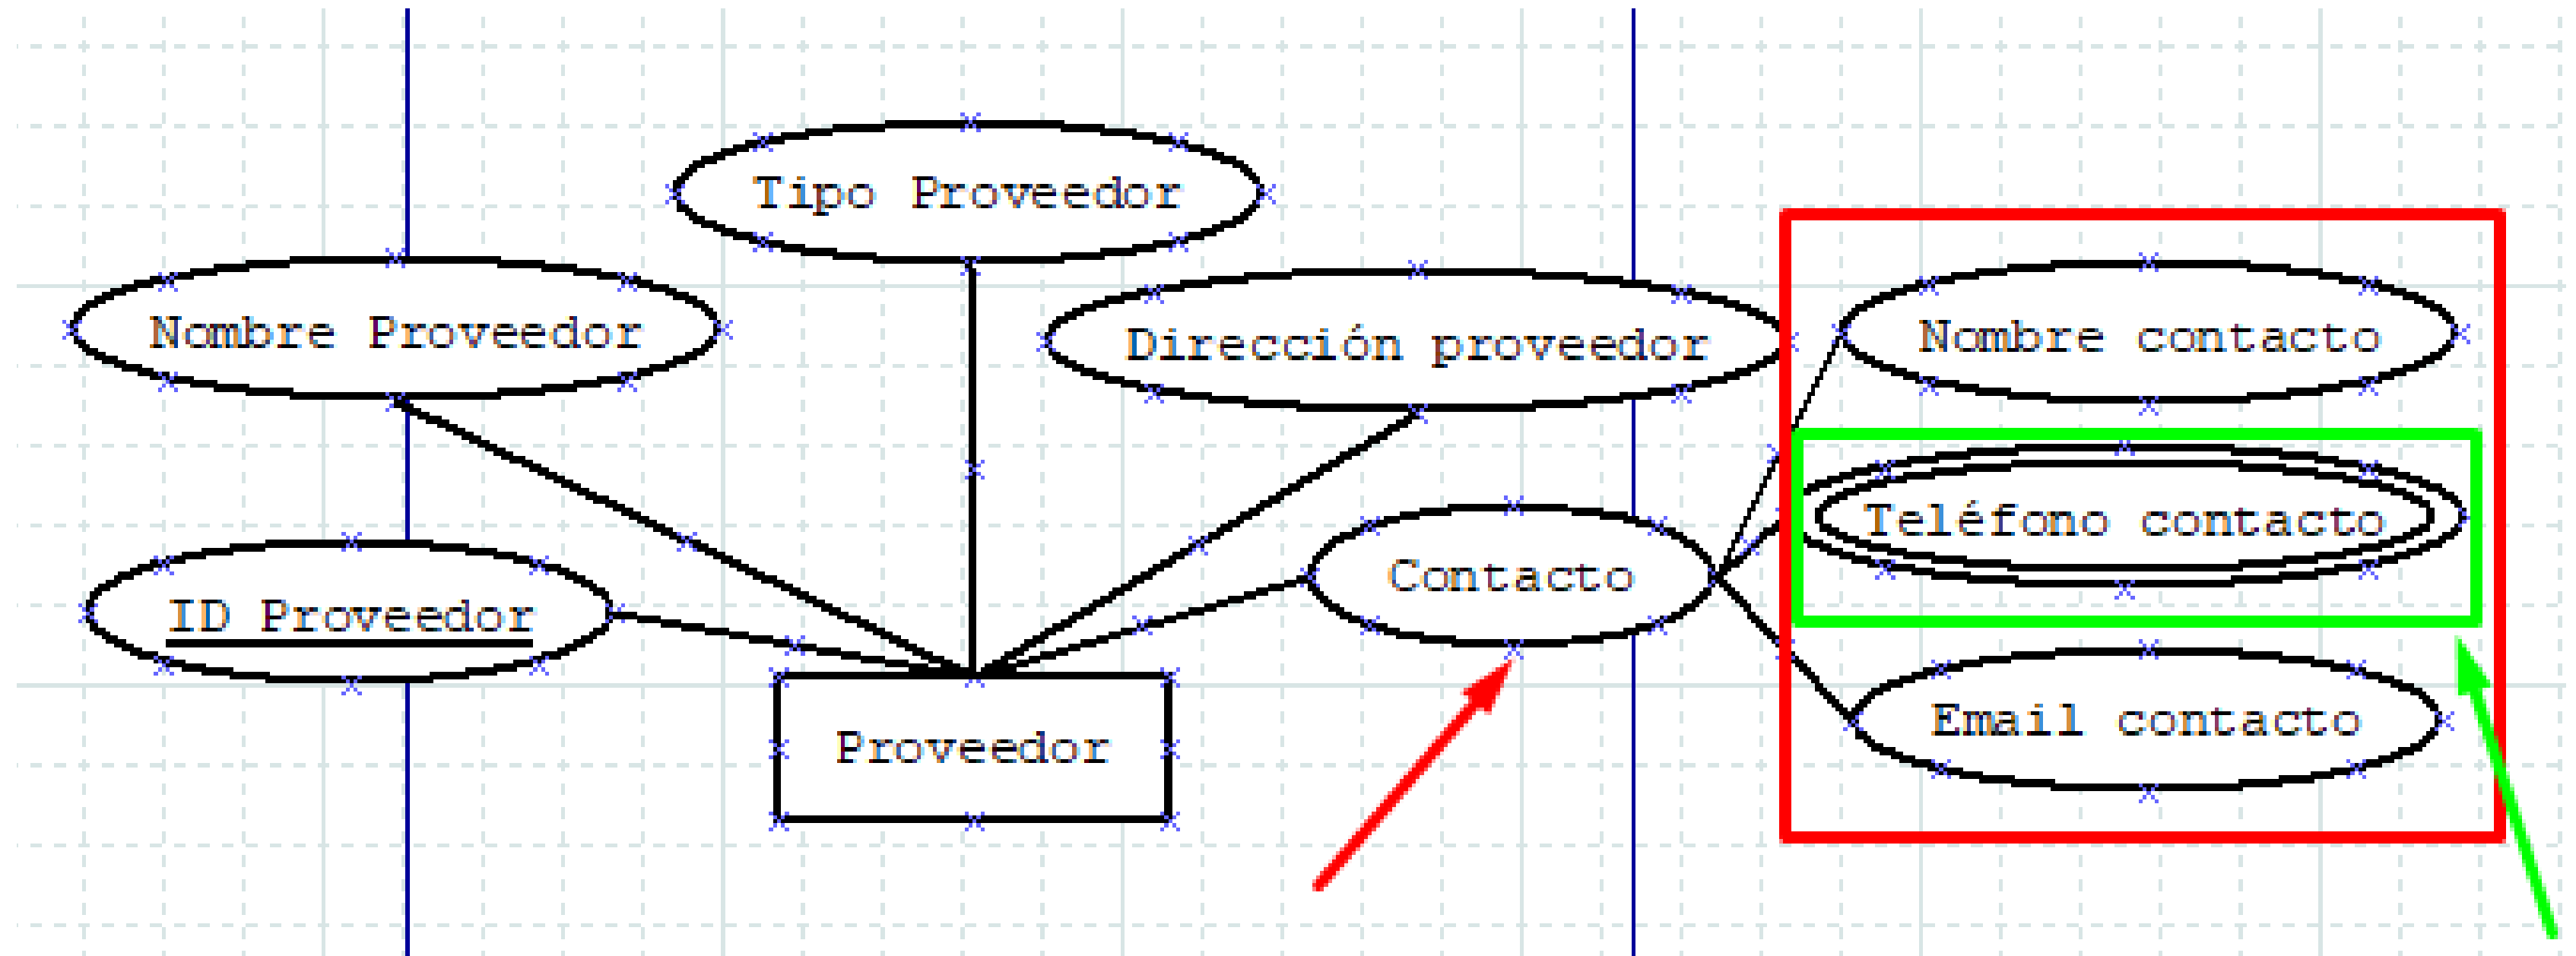 Tipo Proveedor
Nombre Proveedor
Dirección proveedor
Nombre contacto
Teléfono contacto
Contacto
ID Proveedor
Email contacto
Proveedor